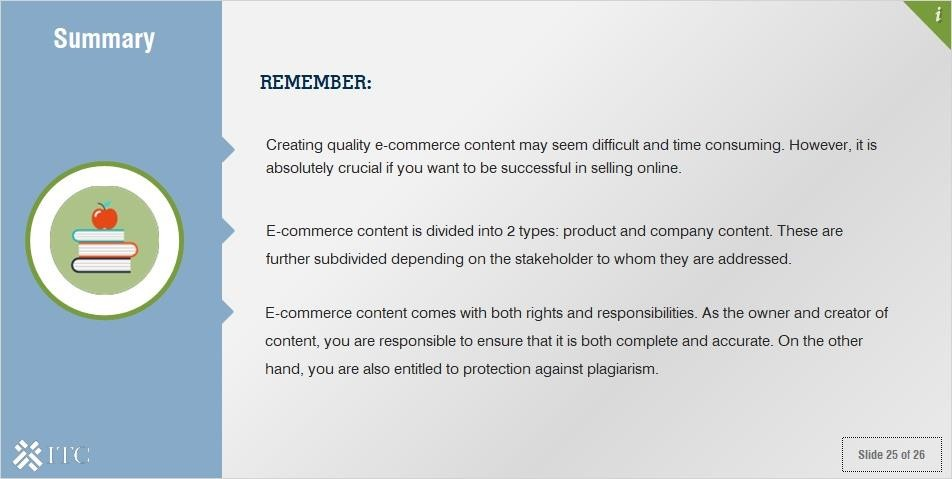 Summary
i
REMEMBER:
Creating quality e-commerce content may seem difficult and time consuming. However, it is
absolutely crucial if you want to be successful in selling online.
E-commerce content is divided into 2 types: product and company content. These are
further subdivided depending on the stakeholder to whom they are addressed.
E-commerce content comes with both rights and responsibilities. As the owner and creator of
content, you are responsible to ensure that it is both complete and accurate. On the other
hand, you are also entitled to protection against plagiarism.
ITC
Slide 25 of 26